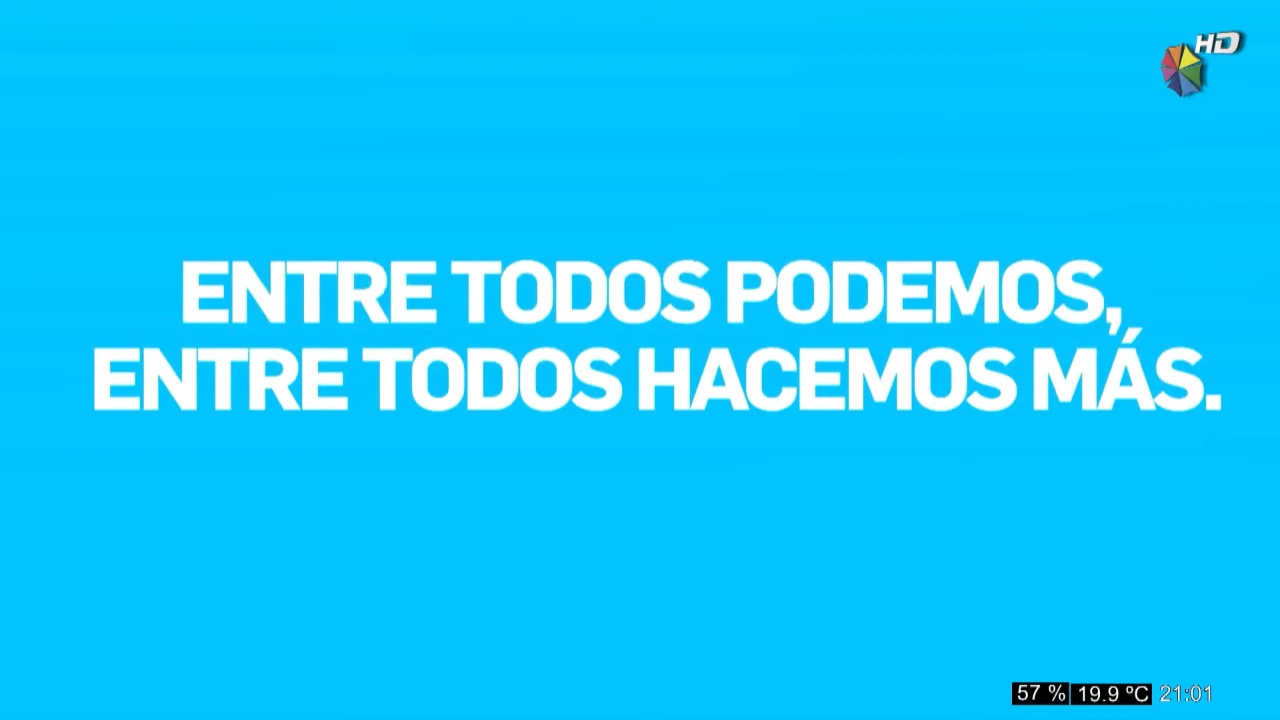 HD
ENTRE TODOS PODEMOS,
ENTRE TODOS HACEMOS MÁS.
57 % 19.9 ºC 21:01